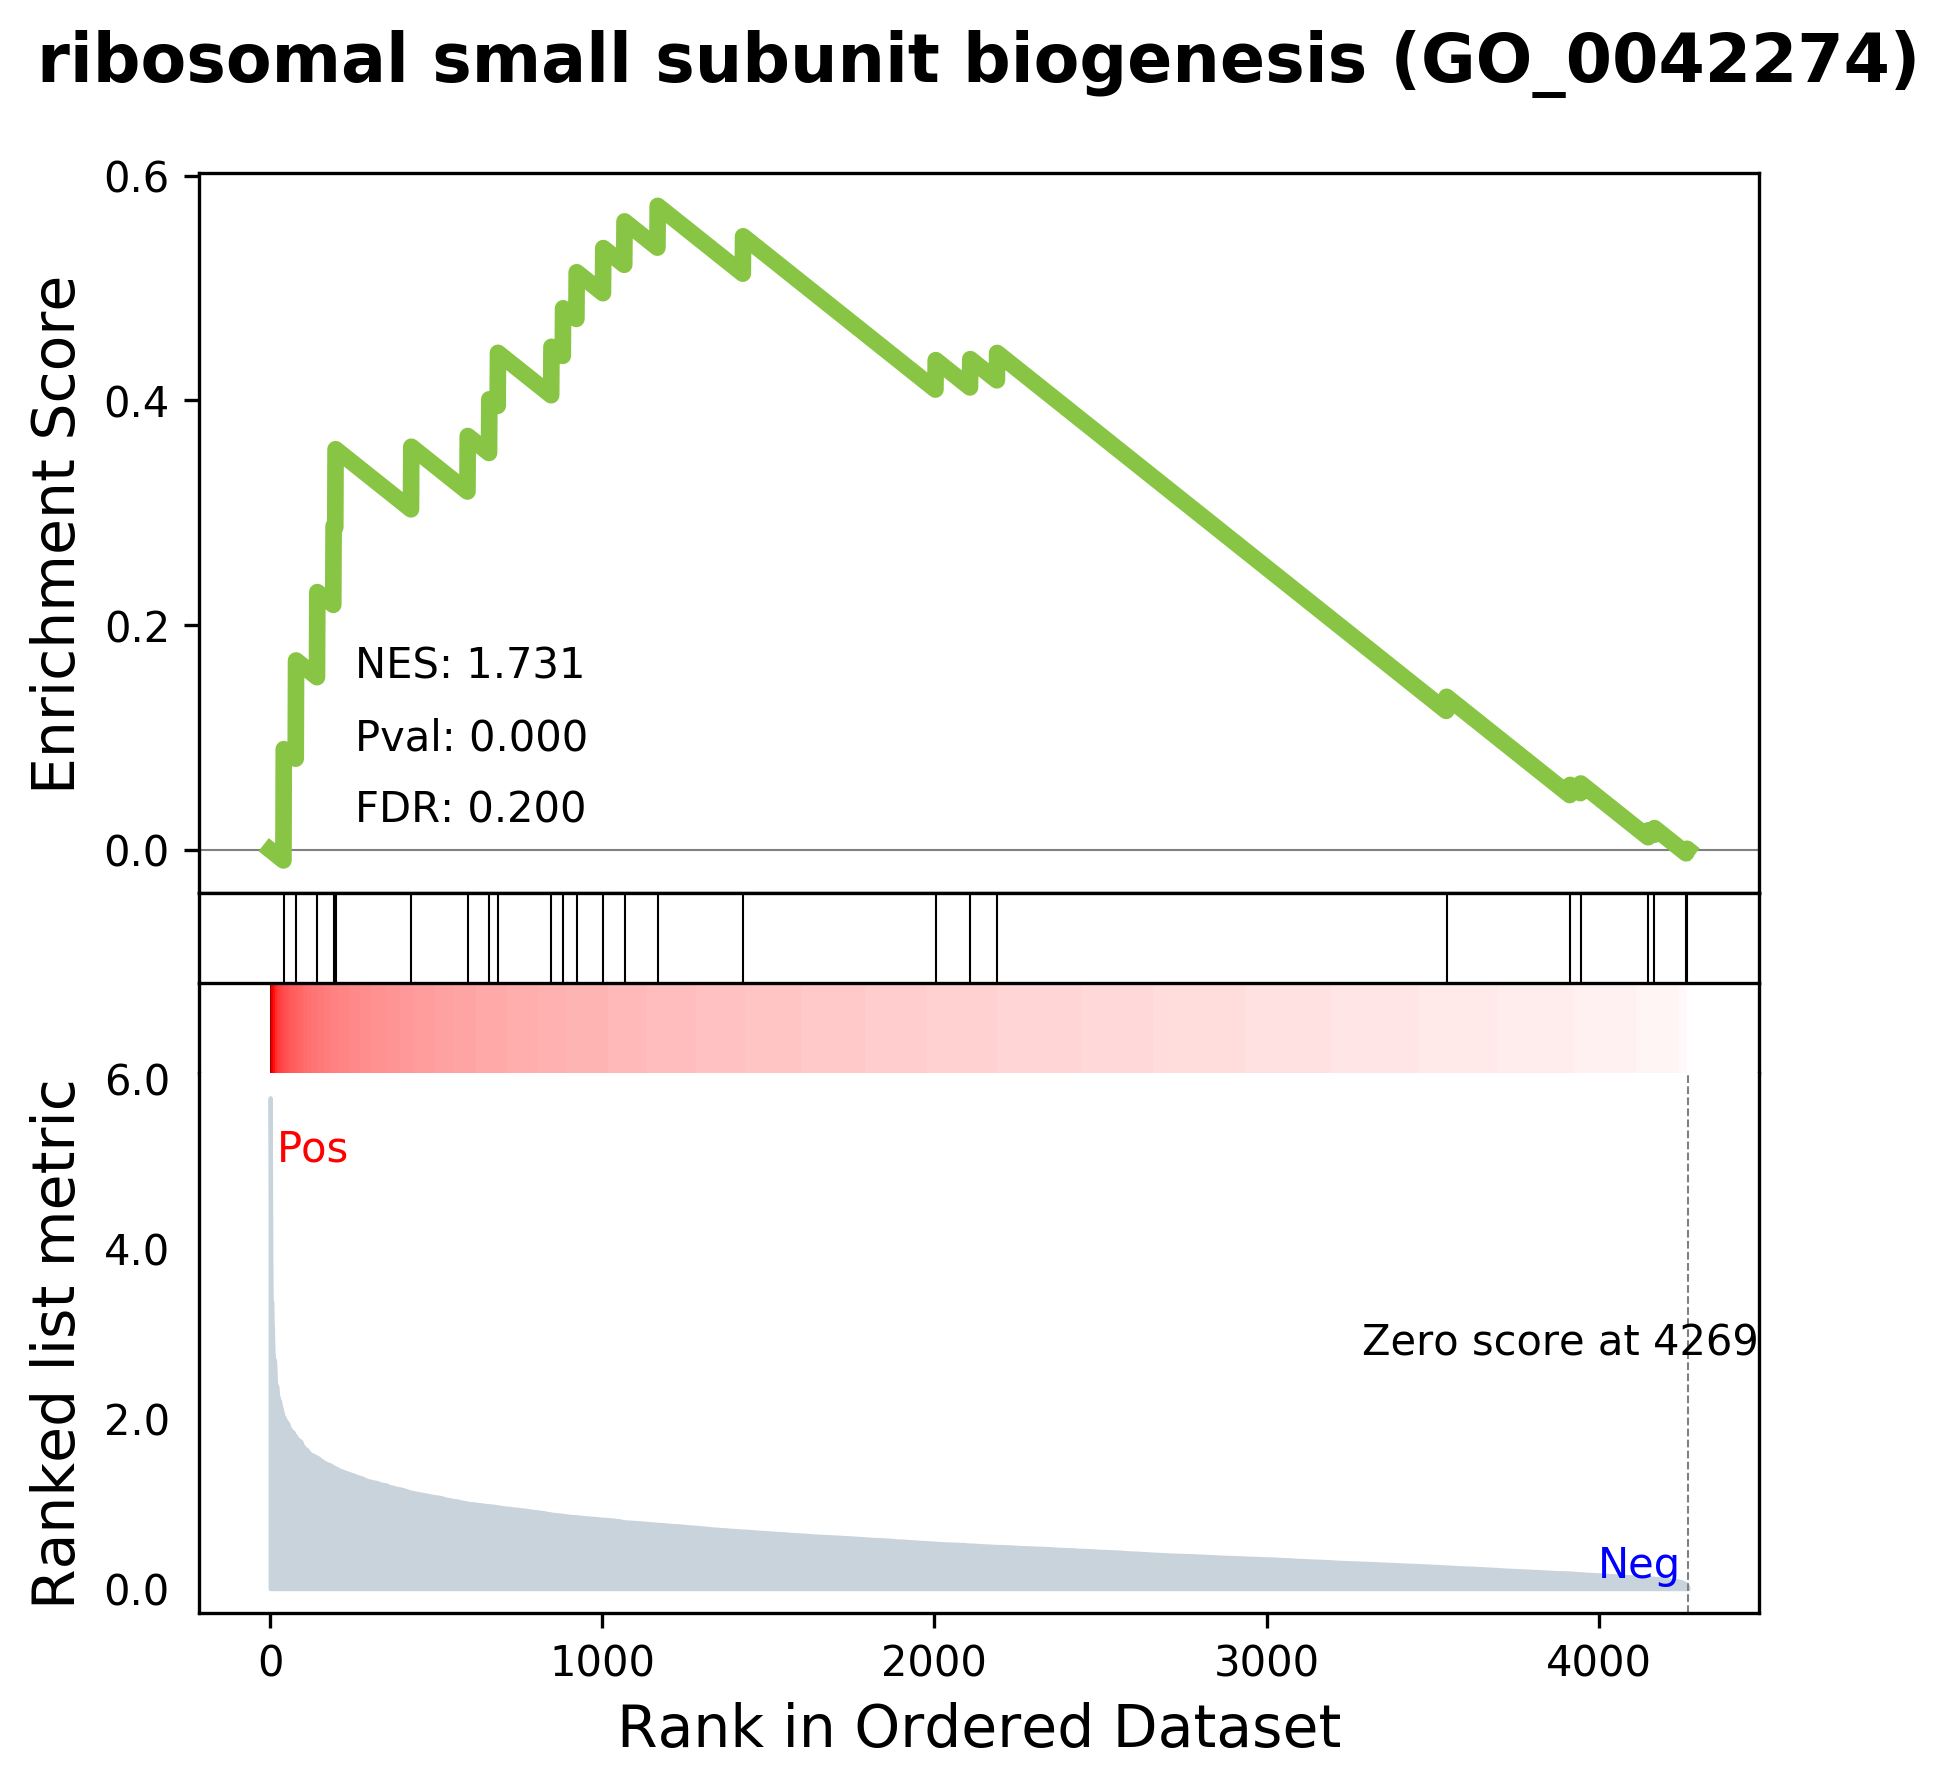 ribosomal small subunit biogenesis (GO_0042274)
0.6
0.4
0.2
0.0
Enrichment Score
NES: 1.731
Pval: 0.000
FDR: 0.200
6.0
4.0
2.0
0.0
Ranked list metric
Pos
Zero score at 4269
Neg
0 1000 2000 3000 4000
Rank in Ordered Dataset